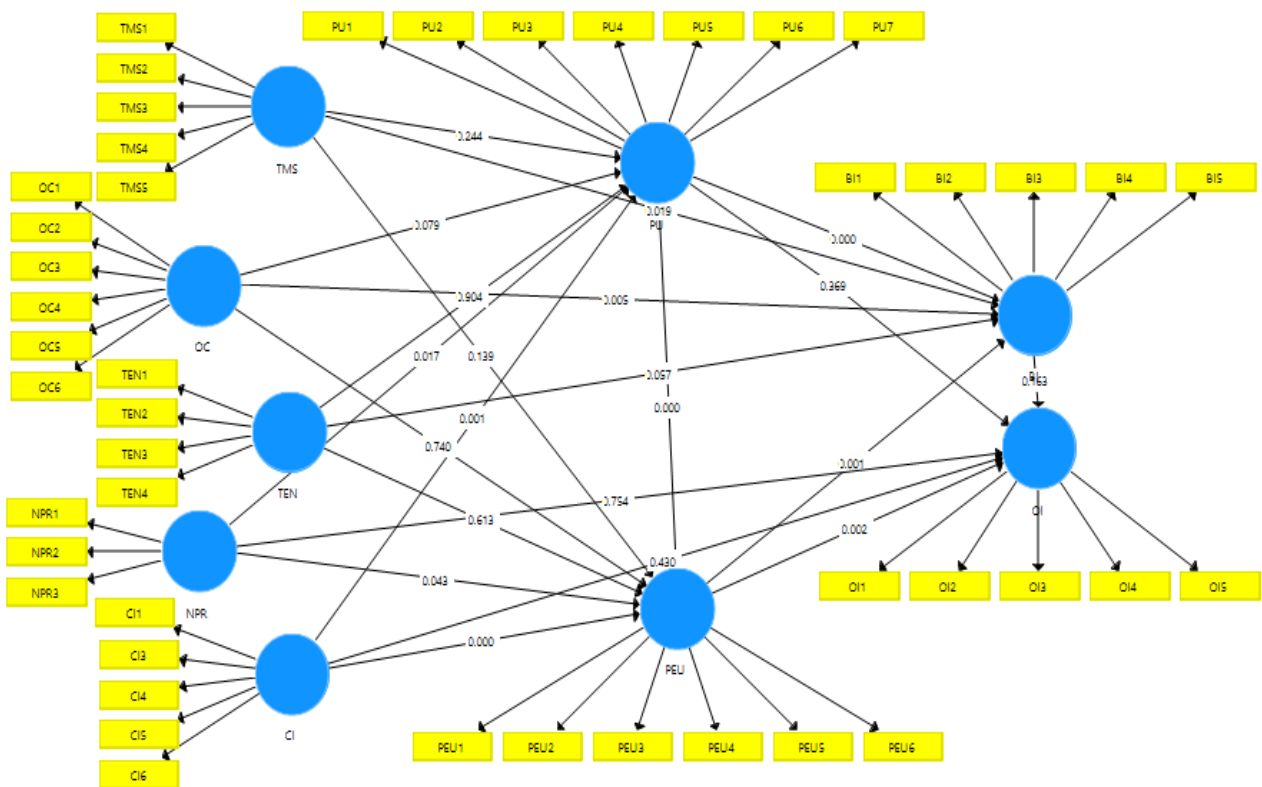 TMS1
TMS2
TMS3
TMS4
TMS5
TMS
PU1
PU2
PU3
PU4
PU5
PU6
PU7
PU
OC1
OC2
OC3
OC4
OC5
OC6
OC
BI1
BI2
BI3
BI4
BI5
0.244
0.079
0.019
0.000
0.369
0.904
0.005
0.017
0.139
0.057
0.000
0.001
0.740
TEN1
TEN2
TEN3
TEN4
TEN
0.001
0.754
0.613
0.002
0.430
0.043
0.000
NPR1
NPR2
NPR3
NPR
CI1
CI3
CI4
CI5
CI6
CI
OI
OI1
OI2
OI3
OI4
OI5
PEU
PEU1
PEU2
PEU3
PEU4
PEU5
PEU6